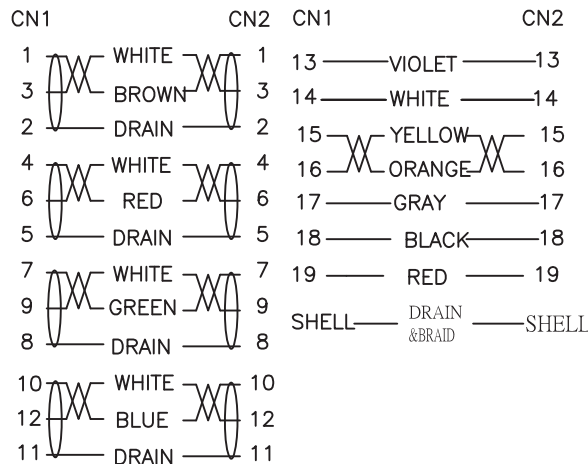 CN1 CN2
1 WHITE 1
3 BROWN 3
2 DRAIN 2
4 WHITE 4
6 RED 6
5 DRAIN 5
7 WHITE 7
9 GREEN 9
8 DRAIN 8
10 WHITE 10
12 BLUE 12
11 DRAIN 11
CN1 CN2
13 VIOLET 13
14 WHITE 14
15 YELLOW 15
16 ORANGE 16
17 GRAY 17
18 BLACK 18
19 RED 19
SHELL DRAIN SHELL
&BRAID